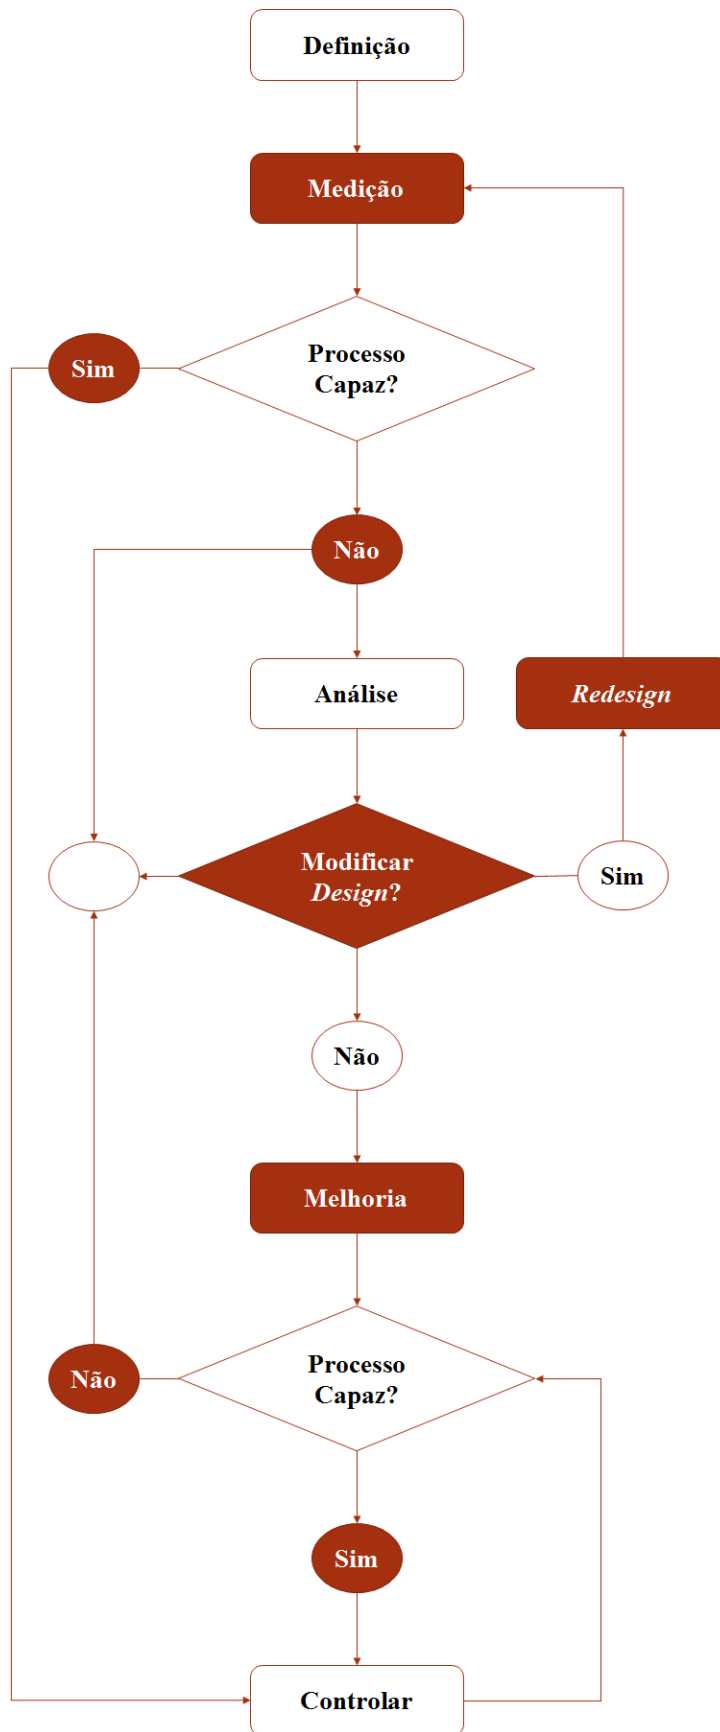 Definição
Medição
Processo
Capaz?
Sim
Não
Análise
Redesign
Modificar
Design?
Sim
Não
Melhoria
Processo
Capaz?
Não
Sim
Controlar